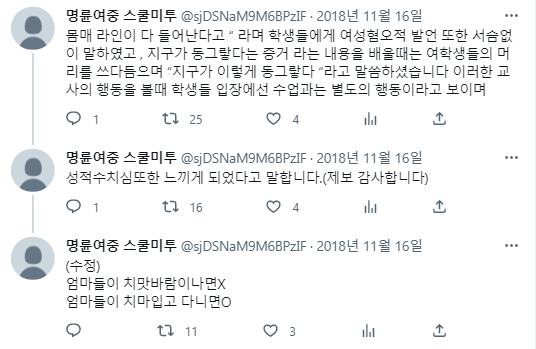 명륜여중 스쿨미투 @sjDSNaM9M6BPzIF · 2018년 11월 16일
몸매 라인이 다 들어난다고 “ 라며 학생들에게 여성혐오적 발언 또한 서슴없
이 말하였고 , 지구가 동그랗다는 증거 라는 내용을 배울때는 여학생들의 머
리를 쓰다듬으며 “지구가 이렇게 동그랗다 “라고 말씀하셨습니다 이러한 교
사의 행동을 볼때 학생들 입장에선 수업과는 별도의 행동이라고 보이며
1 25 4
명륜여중 스쿨미투 @sjDSNaM9M6BPzIF · 2018년 11월 16일
성적수치심또한 느끼게 되었다고 말합니다.(제보 감사합니다)
1 16 4
명륜여중 스쿨미투 @sjDSNaM9M6BPzIF · 2018년 11월 16일
(수정)
엄마들이 치맛바람이나면X
엄마들이 치마입고 다니면O
11 3